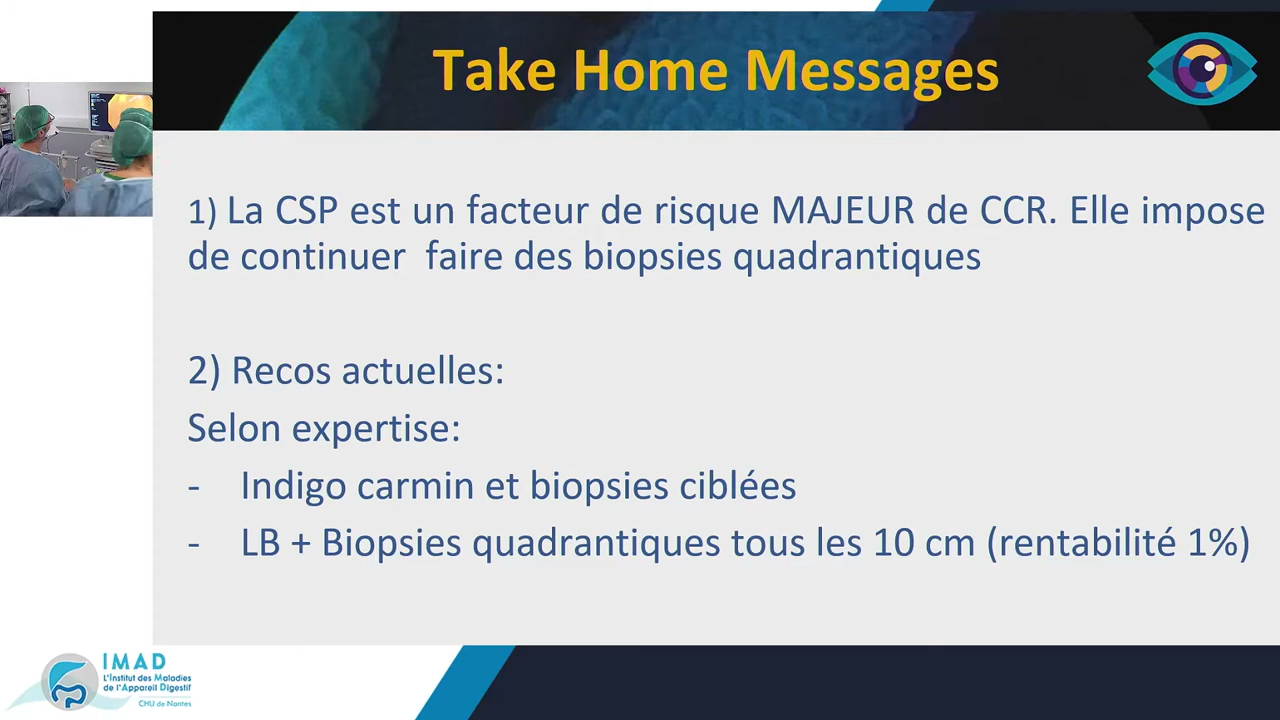 Take Home Messages
1) La CSP est un facteur de risque MAJEUR de CCR. Elle impose
de continuer  faire des biopsies quadrantiques
2) Recos actuelles:
Selon expertise:
- Indigo carmin et biopsies ciblées
- LB + Biopsies quadrantiques tous les 10 cm (rentabilité 1%)
IMAD
L'Institut des Maladies
de l'Appareil Digestif
CHU de Nantes